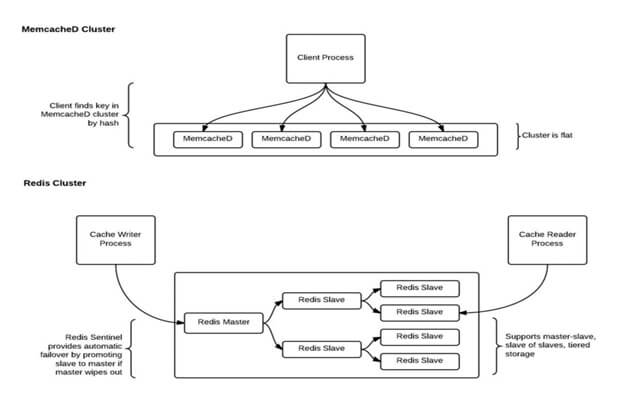 MemcacheD Cluster
Client Process
Client finds key in
MemcacheD cluster
by hash
MemcacheD
MemcacheD
MemcacheD
MemcacheD
Cluster is flat
Redis Cluster
Cache Writer
Process
Cache Reader
Process
Redis Slave
Redis Slave
Redis Slave
Redis Master
Redis Slave
Redis Slave
Redis Slave
Redis Sentinel
provides automatic
failover by promoting
slave to master if
master wipes out
Supports master-slave,
slave of slaves, tiered
storage